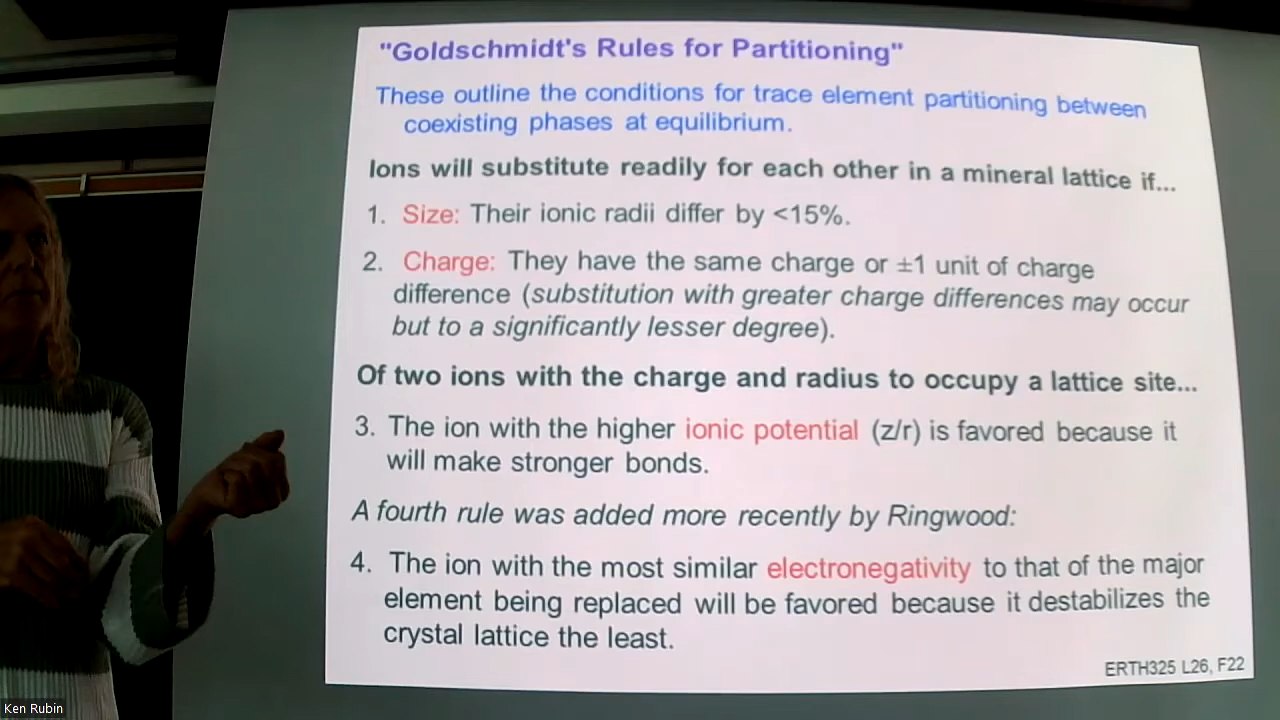 "Goldschmidt's Rules for Partitioning"
These outline the conditions for trace element partitioning between
coexisting phases at equilibrium.
Ions will substitute readily for each other in a mineral lattice if...
1. Size: Their ionic radii differ by <15%.
2. Charge: They have the same charge or ±1 unit of charge
difference (substitution with greater charge differences may occur
but to a significantly lesser degree).
Of two ions with the charge and radius to occupy a lattice site...
3. The ion with the higher ionic potential (z/r) is favored because it
will make stronger bonds.
A fourth rule was added more recently by Ringwood:
4. The ion with the most similar electronegativity to that of the major
element being replaced will be favored because it destabilizes the
crystal lattice the least.
ERTH325 L26, F22
Ken Rubin